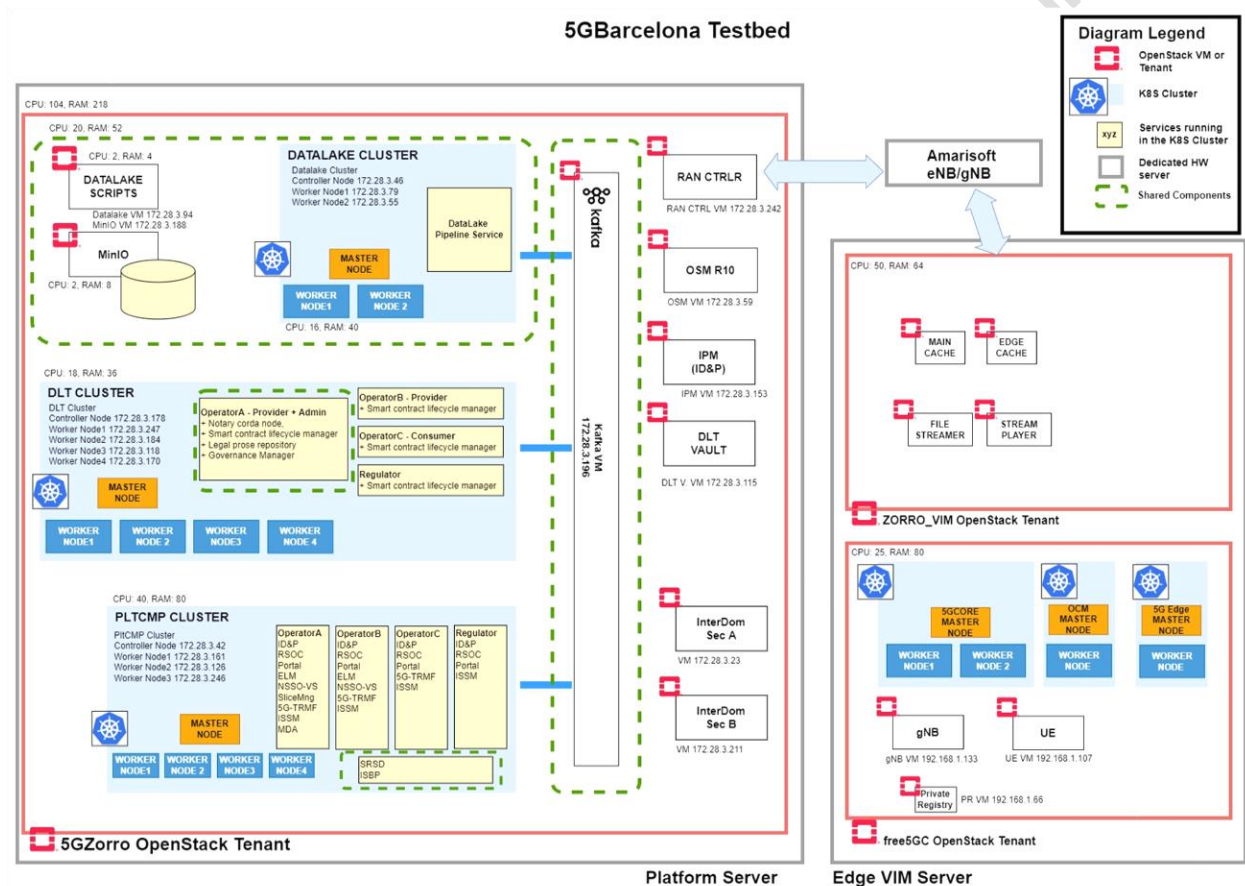 5GBarcelona Testbed
Diagram Legend
OpenStack VM or
Tenant
K8S Cluster
xyz
Services running
in the K8S Cluster
Dedicated HW
server
Shared Components
CPU: 104, RAM: 218
CPU: 20, RAM: 52
CPU: 2, RAM: 4
DATALAKE
SCRIPTS
Datalake VM 172.28.3.94
MinIO VM 172.28.3.188
MinIO
CPU: 2, RAM: 8
DATALAKE CLUSTER
Datalake Cluster
Controller Node 172.28.3.46
Worker Node1 172.28.3.79
Worker Node2 172.28.3.55
MASTER
NODE
WORKER
NODE1
WORKER
NODE 2
CPU: 16, RAM: 40
DataLake
Pipeline Service
CPU: 18, RAM: 36
DLT CLUSTER
DLT Cluster
Controller Node 172.28.3.178
Worker Node1 172.28.3.247
Worker Node2 172.28.3.184
Worker Node3 172.28.3.118
Worker Node4 172.28.3.170
MASTER
NODE
WORKER
NODE1
WORKER
NODE 2
WORKER
NODE3
WORKER
NODE 4
OperatorA - Provider + Admin
+ Notary corda node,
+ Smart contract lifecycle manager
+ Legal prose repository
+ Governance Manager
OperatorB - Provider
+ Smart contract lifecycle manager
OperatorC - Consumer
+ Smart contract lifecycle manager
Regulator
+ Smart contract lifecycle manager
CPU: 40, RAM: 80
PLTCMP CLUSTER
PltCMP Cluster
Controller Node 172.28.3.42
Worker Node1 172.28.3.161
Worker Node2 172.28.3.126
Worker Node3 172.28.3.246
MASTER
NODE
WORKER
NODE1
WORKER
NODE 2
WORKER
NODE3
WORKER
NODE4
OperatorA
ID&P
RSOC
Portal
ELM
NSSO-VS
SliceMng
5G-TRMF
ISSM
MDA
OperatorB
ID&P
RSOC
Portal
ELM
NSSO-VS
5G-TRMF
ISSM
OperatorC
ID&P
RSOC
Portal
5G-TRMF
ISSM
Regulator
ID&P
RSOC
Portal
ISSM
SRSD
ISBP
kafka
Kafka VM
172.28.3.196
RAN CTRLR
RAN CTRL VM 172.28.3.242
OSM R10
OSM VM 172.28.3.59
IPM
(ID&P)
IPM VM 172.28.3.153
DLT
VAULT
DLT V. VM 172.28.3.115
InterDom
Sec A
VM 172.28.3.23
InterDom
Sec B
VM 172.28.3.211
5GZorro OpenStack Tenant
Platform Server
Amarisoft
eNB/gNB
CPU: 50, RAM: 64
MAIN
CACHE
EDGE
CACHE
FILE
STREAMER
STREAM
PLAYER
ZORRO_VIM OpenStack Tenant
CPU: 25, RAM: 80
5GCORE
MASTER
NODE
WORKER
NODE1
WORKER
NODE 2
OCM
MASTER
NODE
WORKER
NODE
5G Edge
MASTER
NODE
WORKER
NODE
gNB
gNB VM 192.168.1.133
UE
UE VM 192.168.1.107
Private
Registry
PR VM 192.168.1.66
free5GC OpenStack Tenant
Edge VIM Server